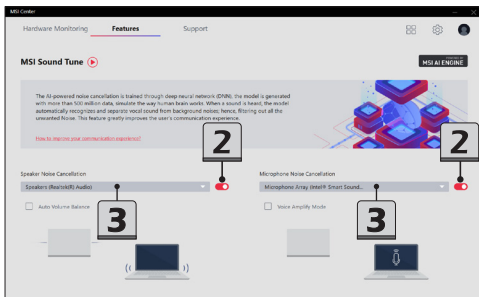 MSI Center
Hardware Monitoring
Features
Support
MSI Sound Tune
POWERED BY
MSI AI ENGINE
The AI-powered noise cancellation is trained through deep neural network (DNN), the model is generated
with more than 500 million data, simulate the way human brain works. When a sound is heard, the model
automatically recognizes and separate vocal sound from background noises; hence, filtering out all the
unwanted Noise. This feature greatly improves the user's communication experience.
How to improve your communication experience?
2
2
Speaker Noise Cancellation
Microphone Noise Cancellation
Speakers (Realtek(R) Audio)
Microphone Array (Intel® Smart Sound...
Auto Volume Balance
Voice Amplify Mode
3
3